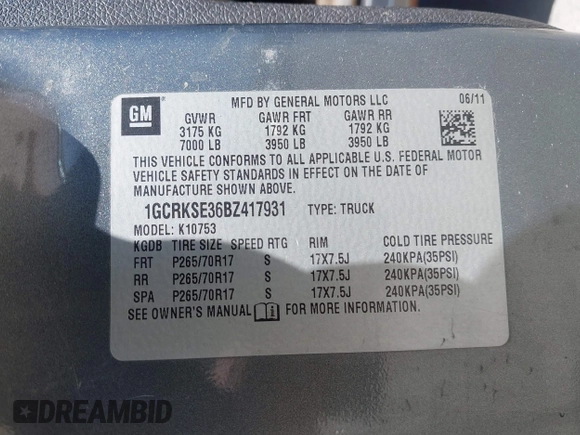 GM
MFD BY GENERAL MOTORS LLC 06/11
GVWR GAWR FRT GAWR RR
3175 KG 1792 KG 1792 KG
7000 LB 3950 LB 3950 LB
THIS VEHICLE CONFORMS TO ALL APPLICABLE U.S. FEDERAL MOTOR
VEHICLE SAFETY STANDARDS IN EFFECT ON THE DATE OF
MANUFACTURE SHOWN ABOVE.
1GCRKSE36BZ417931 TYPE: TRUCK
MODEL: K10753
KGDB TIRE SIZE SPEED RTG RIM COLD TIRE PRESSURE
FRT P265/70R17 S 17X7.5J 240KPA(35PSI)
RR P265/70R17 S 17X7.5J 240KPA(35PSI)
SPA P265/70R17 S 17X7.5J 240KPA(35PSI)
SEE OWNER'S MANUAL FOR MORE INFORMATION.
DREAMBID